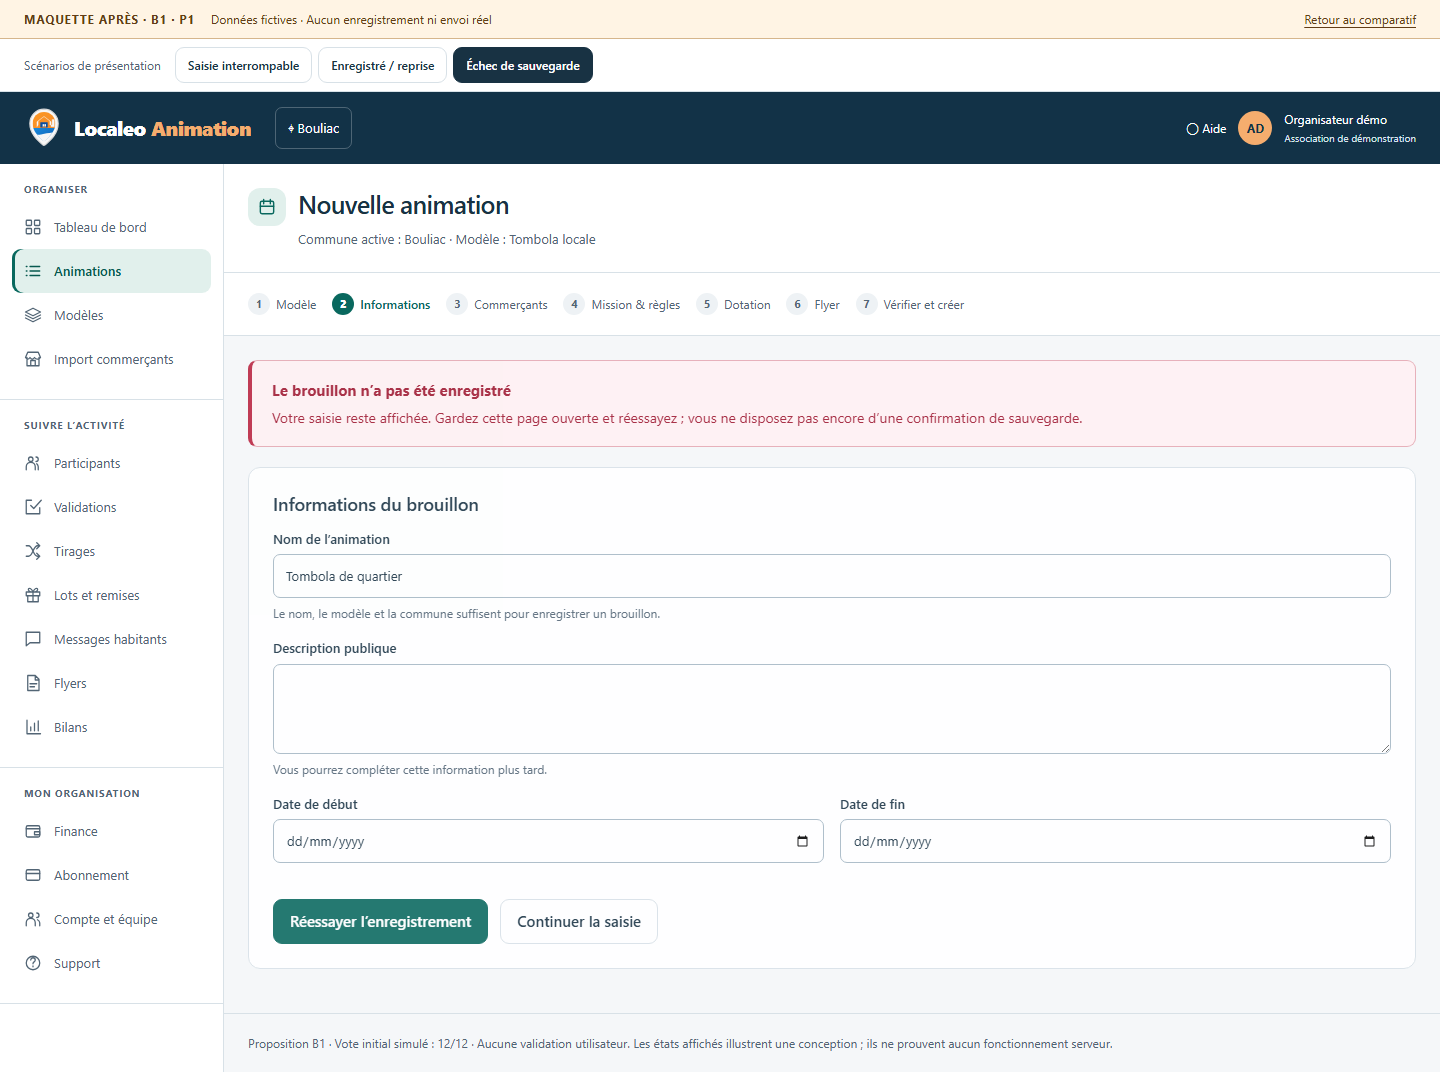 MAQUETTE APRÈS · B1 · P1 Données fictives · Aucun enregistrement ni envoi réel Retour au comparatif
Scénarios de présentation Saisie interrompable Enregistré / reprise Échec de sauvegarde
Localeo Animation Bouliac Aide AD Organisateur démo
Association de démonstration
ORGANISER
Tableau de bord
Animations
Modèles
Import commerçants
SUIVRE L’ACTIVITÉ
Participants
Validations
Tirages
Lots et remises
Messages habitants
Flyers
Bilans
MON ORGANISATION
Finance
Abonnement
Compte et équipe
Support
Nouvelle animation
Commune active : Bouliac · Modèle : Tombola locale
1 Modèle 2 Informations 3 Commerçants 4 Mission & règles 5 Dotation 6 Flyer 7 Vérifier et créer
Le brouillon n’a pas été enregistré
Votre saisie reste affichée. Gardez cette page ouverte et réessayez ; vous ne disposez pas encore d’une confirmation de sauvegarde.
Informations du brouillon
Nom de l’animation
Tombola de quartier
Le nom, le modèle et la commune suffisent pour enregistrer un brouillon.
Description publique
Vous pourrez compléter cette information plus tard.
Date de début Date de fin
dd/mm/yyyy dd/mm/yyyy
Réessayer l’enregistrement Continuer la saisie
Proposition B1 · Vote initial simulé : 12/12 · Aucune validation utilisateur. Les états affichés illustrent une conception ; ils ne prouvent aucun fonctionnement serveur.